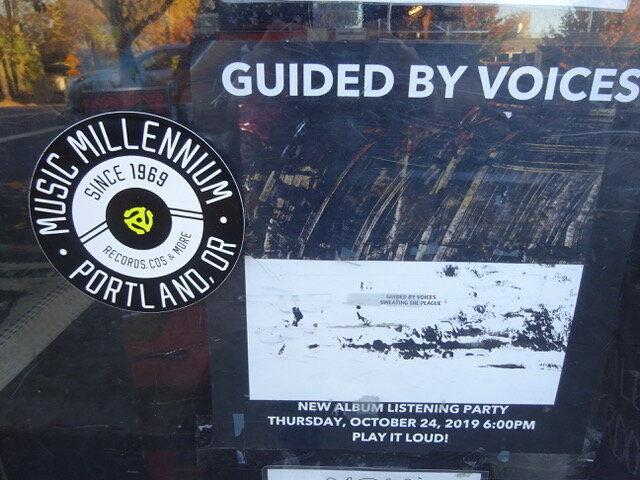 GUIDED BY VOICES
MUSIC MILLENNIUM
SINCE 1969
RECORDS, CDS & MORE
PORTLAND, OR
GUIDED BY VOICES
SWEATING THE PLAGUE
NEW ALBUM LISTENING PARTY
THURSDAY, OCTOBER 24, 2019 6:00PM
PLAY IT LOUD!